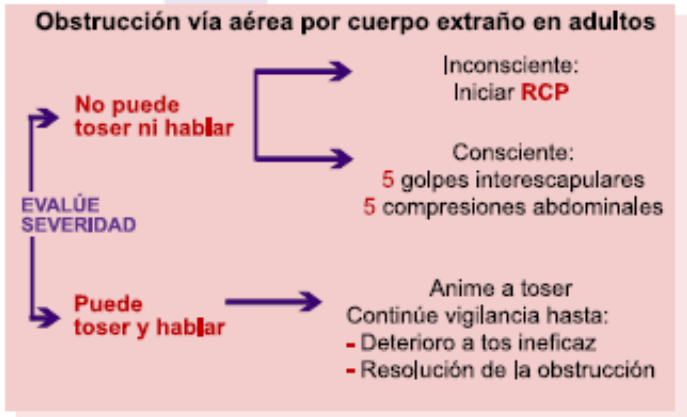 Obstrucción vía aérea por cuerpo extraño en adultos
Inconsciente:
Iniciar RCP
No puede
toser ni hablar
Consciente:
5 golpes interescapulares
5 compresiones abdominales
EVALÚE
SEVERIDAD
Puede
toser y hablar
Anime a toser
Continúe vigilancia hasta:
- Deterioro a tos ineficaz
- Resolución de la obstrucción